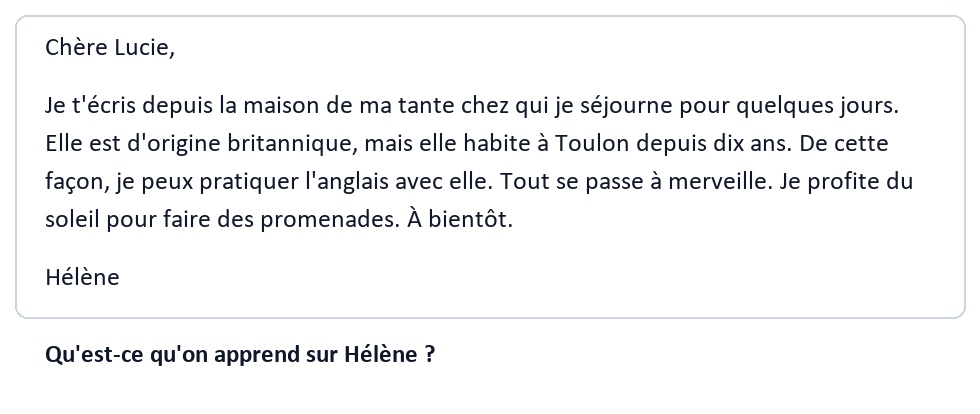 Chère Lucie,
Je t'écris depuis la maison de ma tante chez qui je séjourne pour quelques jours.
Elle est d'origine britannique, mais elle habite à Toulon depuis dix ans. De cette
façon, je peux pratiquer l'anglais avec elle. Tout se passe à merveille. Je profite du
soleil pour faire des promenades. À bientôt.
Hélène
Qu'est-ce qu'on apprend sur Hélène ?